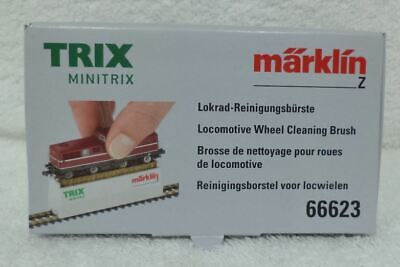 TRIX
MINITRIX
märklin
Z
Lokrad-Reinigungsbürste
Locomotive Wheel Cleaning Brush
Brosse de nettoyage pour roues
de locomotive
Reinigingsborstel voor locwielen
66623
TRIX
märklin